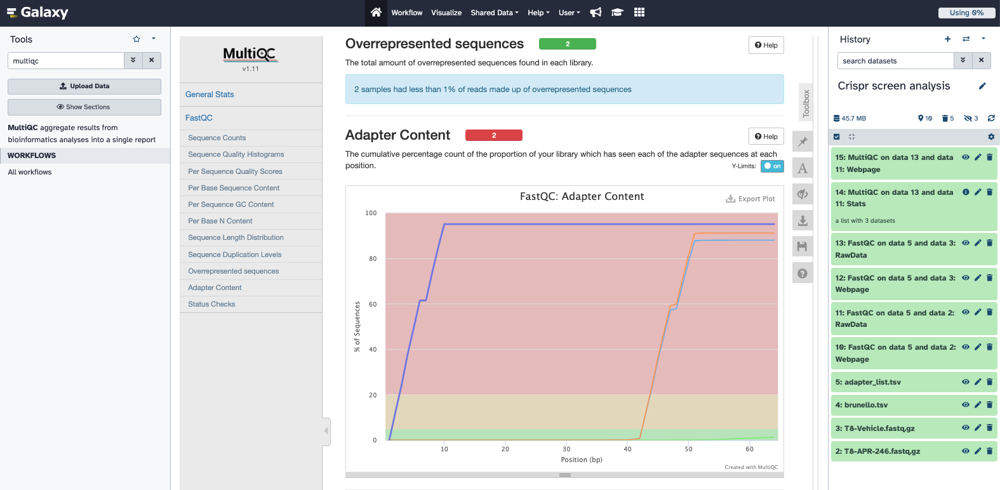 Galaxy
Workflow
Visualize
Shared Data
Help
User
Using 0%
Tools
multiqc
Upload Data
Show Sections
MultiQC aggregate results from
bioinformatics analyses into a single report
WORKFLOWS
All workflows
MultiQC
v1.11
General Stats
FastQC
Sequence Counts
Sequence Quality Histograms
Per Sequence Quality Scores
Per Base Sequence Content
Per Sequence GC Content
Per Base N Content
Sequence Length Distribution
Sequence Duplication Levels
Overrepresented sequences
Adapter Content
Status Checks
Overrepresented sequences
2
Help
The total amount of overrepresented sequences found in each library.
2 samples had less than 1% of reads made up of overrepresented sequences
Adapter Content
2
Help
The cumulative percentage count of the proportion of your library which has seen each of the adapter sequences at each
position.
Y-Limits:
on
FastQC: Adapter Content
Export Plot
% of Sequences
100
80
60
40
20
0
10
20
30
40
50
60
Position (bp)
Created with MultiQC
Toolbox
A
History
search datasets
Crispr screen analysis
45.7 MB
10
5
3
15: MultiQC on data 13 and data
11: Webpage
14: MultiQC on data 13 and data
11: Stats
a list with 3 datasets
13: FastQC on data 5 and data 3:
RawData
12: FastQC on data 5 and data 3:
Webpage
11: FastQC on data 5 and data 2:
RawData
10: FastQC on data 5 and data 2:
Webpage
5: adapter_list.tsv
4: brunello.tsv
3: T8-Vehicle.fastq.gz
2: T8-APR-246.fastq.gz